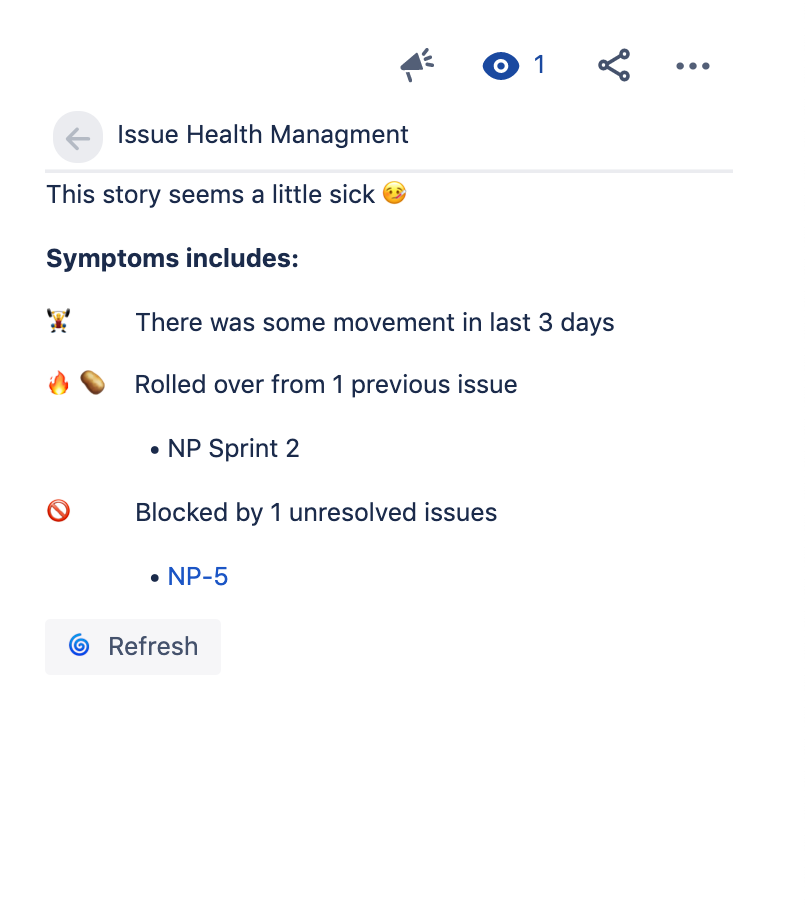 1
Issue Health Managment
This story seems a little sick 🤒
Symptoms includes:
🏋️ There was some movement in last 3 days
🔥 🥔 Rolled over from 1 previous issue
• NP Sprint 2
🚫 Blocked by 1 unresolved issues
• NP-5
🌀 Refresh